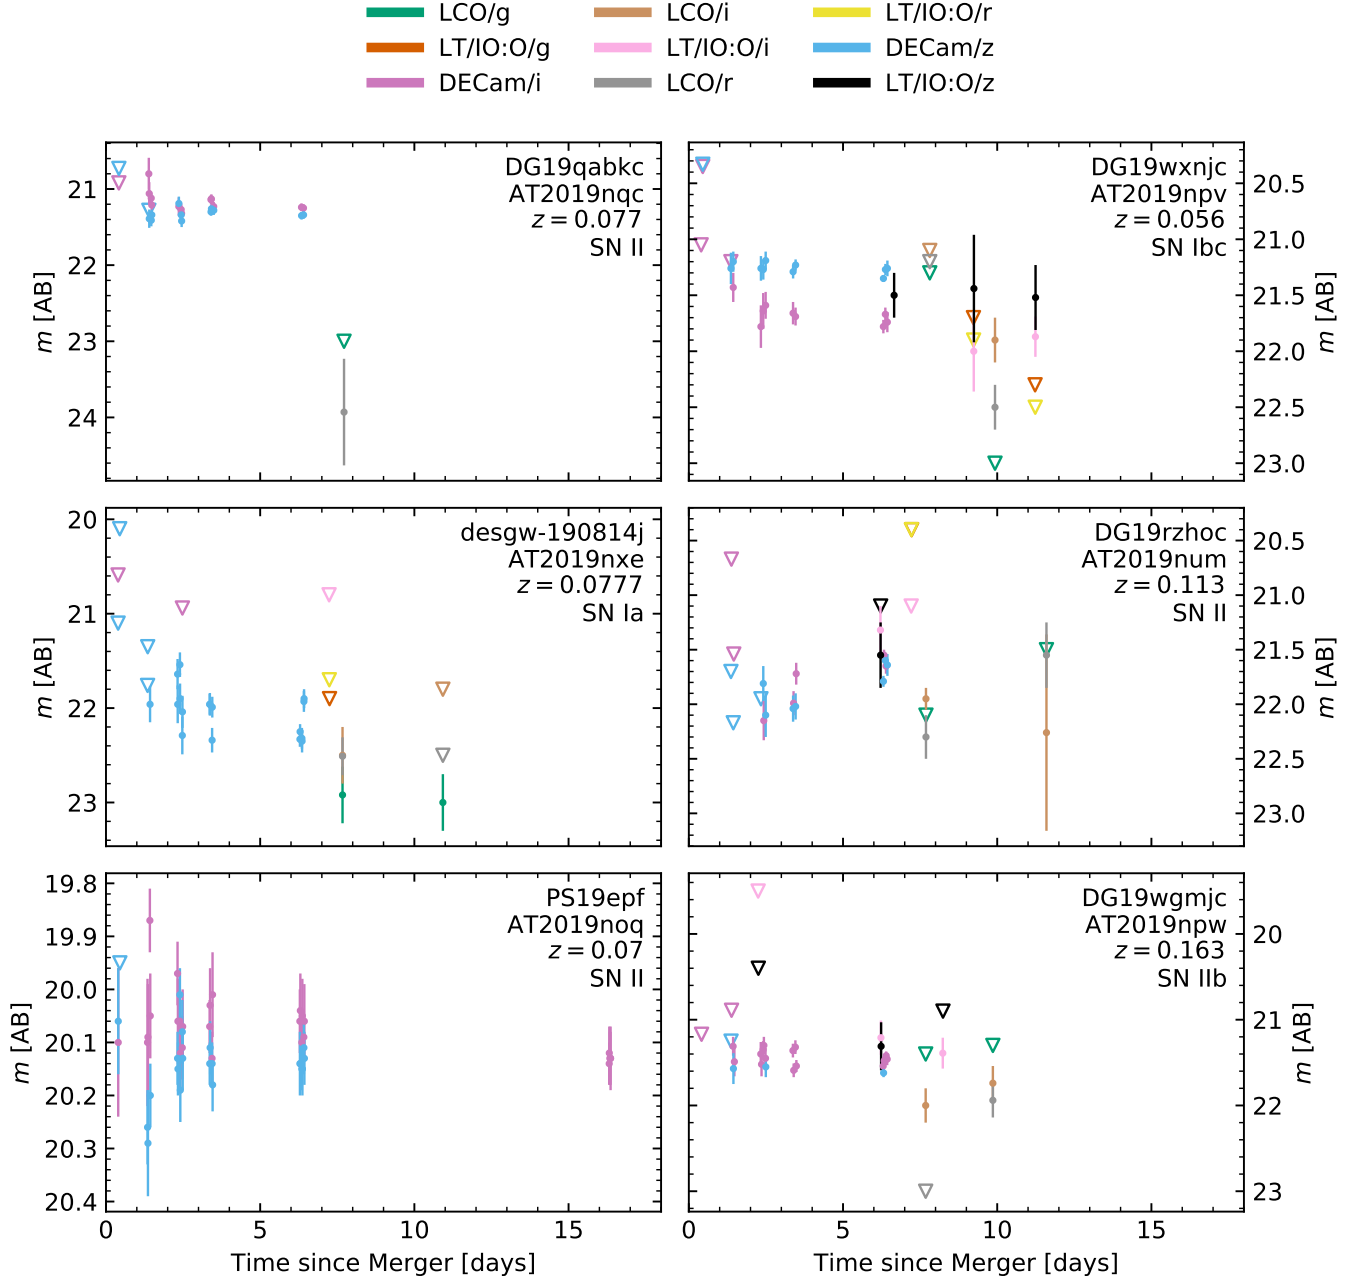 LCO/g LCO/i LT/IO:O/r
LT/IO:O/g LT/IO:O/i DECam/z
DECam/i LCO/r LT/IO:O/z
DG19qabkc
AT2019nqc
z = 0.077
SN II
21
22
23
24
m [AB]
DG19wxnjc
AT2019npv
z = 0.056
SN Ibc
20.5
21.0
21.5
22.0
22.5
23.0
m [AB]
desgw-190814j
AT2019nxe
z = 0.0777
SN Ia
20
21
22
23
m [AB]
DG19rzhoc
AT2019num
z = 0.113
SN II
20.5
21.0
21.5
22.0
22.5
23.0
m [AB]
PS19epf
AT2019noq
z = 0.07
SN II
19.8
19.9
20.0
20.1
20.2
20.3
20.4
m [AB]
0 5 10 15
Time since Merger [days]
DG19wgmjc
AT2019npw
z = 0.163
SN IIb
20
21
22
23
m [AB]
0 5 10 15
Time since Merger [days]